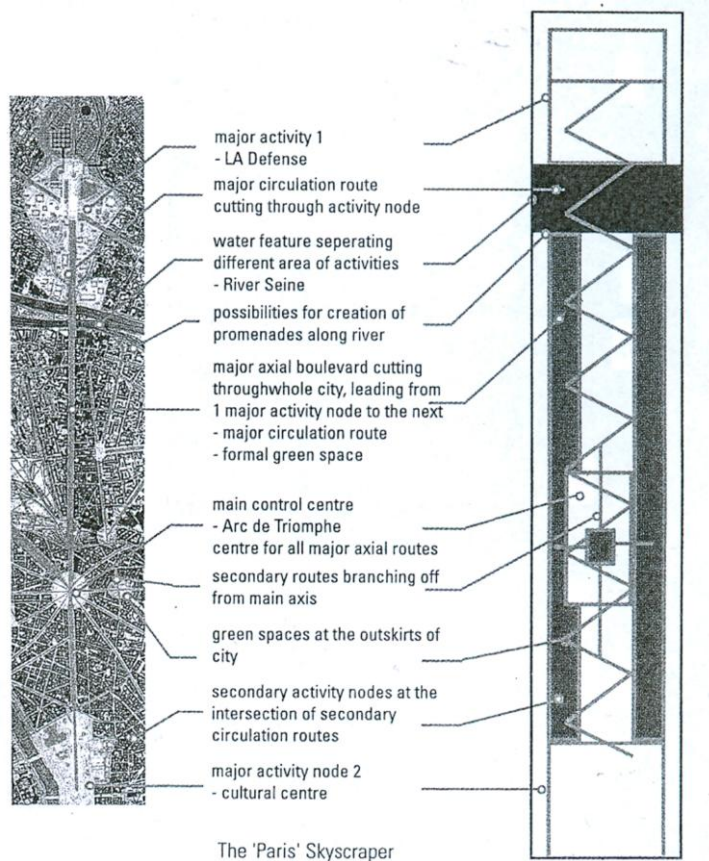 major activity 1
- LA Defense
major circulation route
cutting through activity node
water feature seperating
different area of activities
- River Seine
possibilities for creation of
promenades along river
major axial boulevard cutting
throughwhole city, leading from
1 major activity node to the next
- major circulation route
- formal green space
main control centre
- Arc de Triomphe
centre for all major axial routes
secondary routes branching off
from main axis
green spaces at the outskirts of
city
secondary activity nodes at the
intersection of secondary
circulation routes
major activity node 2
- cultural centre
The 'Paris' Skyscraper